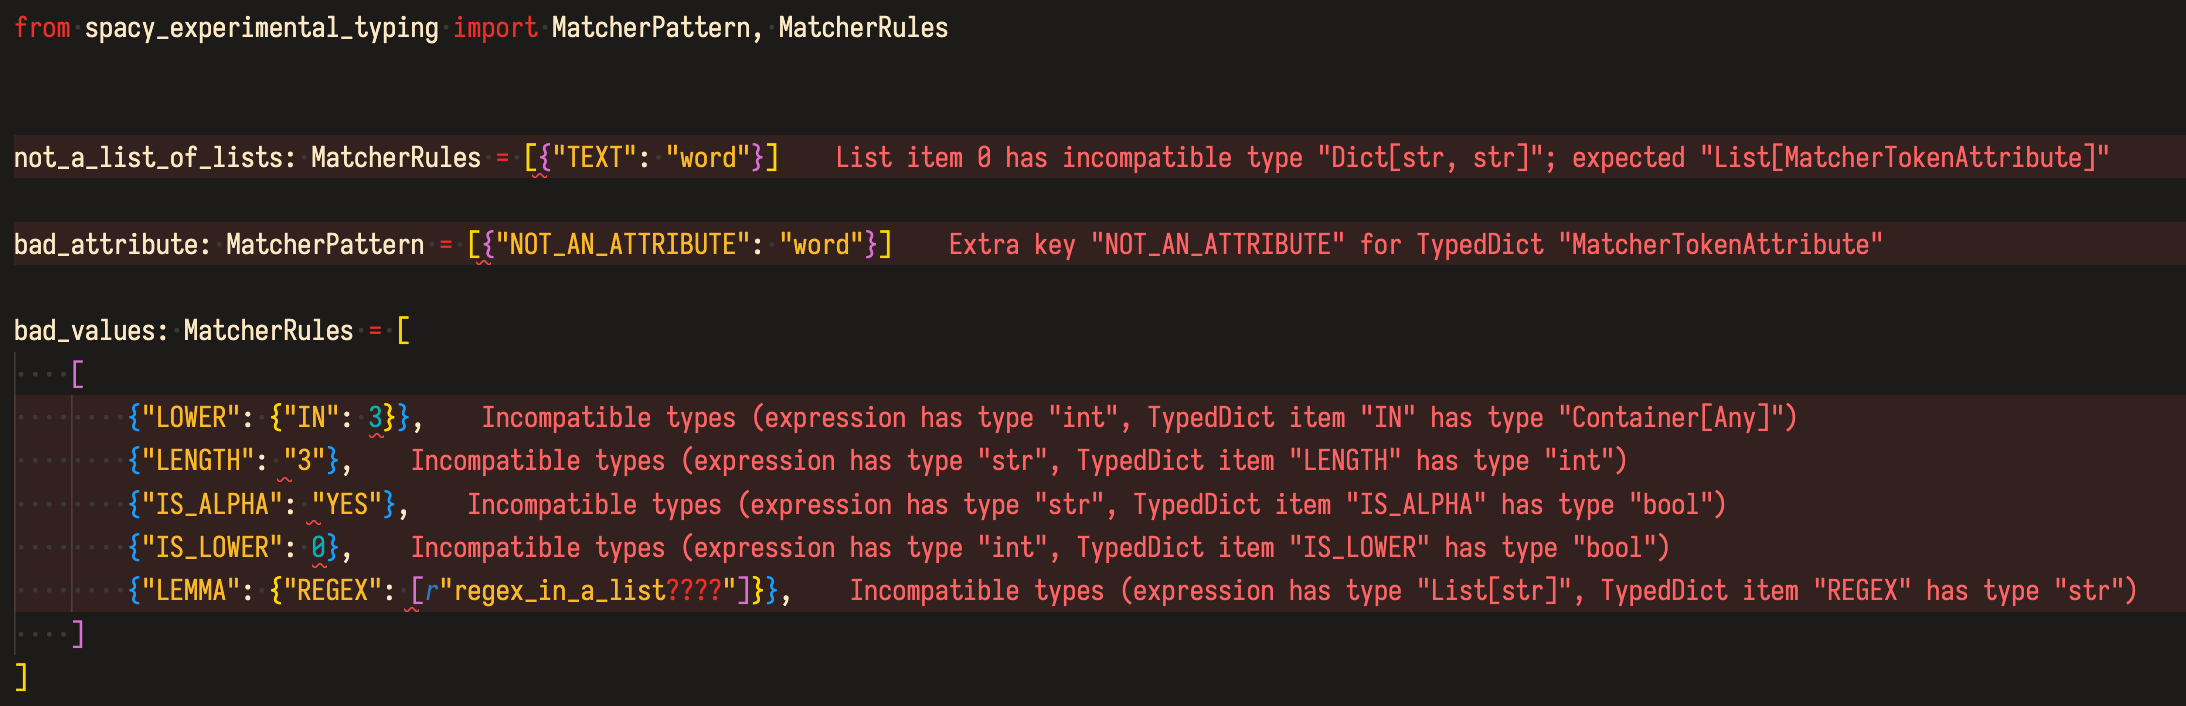 from spacy_experimental_typing import MatcherPattern, MatcherRules
not_a_list_of_lists: MatcherRules = [{"TEXT": "word"}] List item 0 has incompatible type "Dict[str, str]"; expected "List[MatcherTokenAttribute]"
bad_attribute: MatcherPattern = [{"NOT_AN_ATTRIBUTE": "word"}] Extra key "NOT_AN_ATTRIBUTE" for TypedDict "MatcherTokenAttribute"
bad_values: MatcherRules = [
[
{"LOWER": {"IN": 3}}, Incompatible types (expression has type "int", TypedDict item "IN" has type "Container[Any]")
{"LENGTH": "3"}, Incompatible types (expression has type "str", TypedDict item "LENGTH" has type "int")
{"IS_ALPHA": "YES"}, Incompatible types (expression has type "str", TypedDict item "IS_ALPHA" has type "bool")
{"IS_LOWER": 0}, Incompatible types (expression has type "int", TypedDict item "IS_LOWER" has type "bool")
{"LEMMA": {"REGEX": [r"regex_in_a_list????"]}}, Incompatible types (expression has type "List[str]", TypedDict item "REGEX" has type "str")
]
]